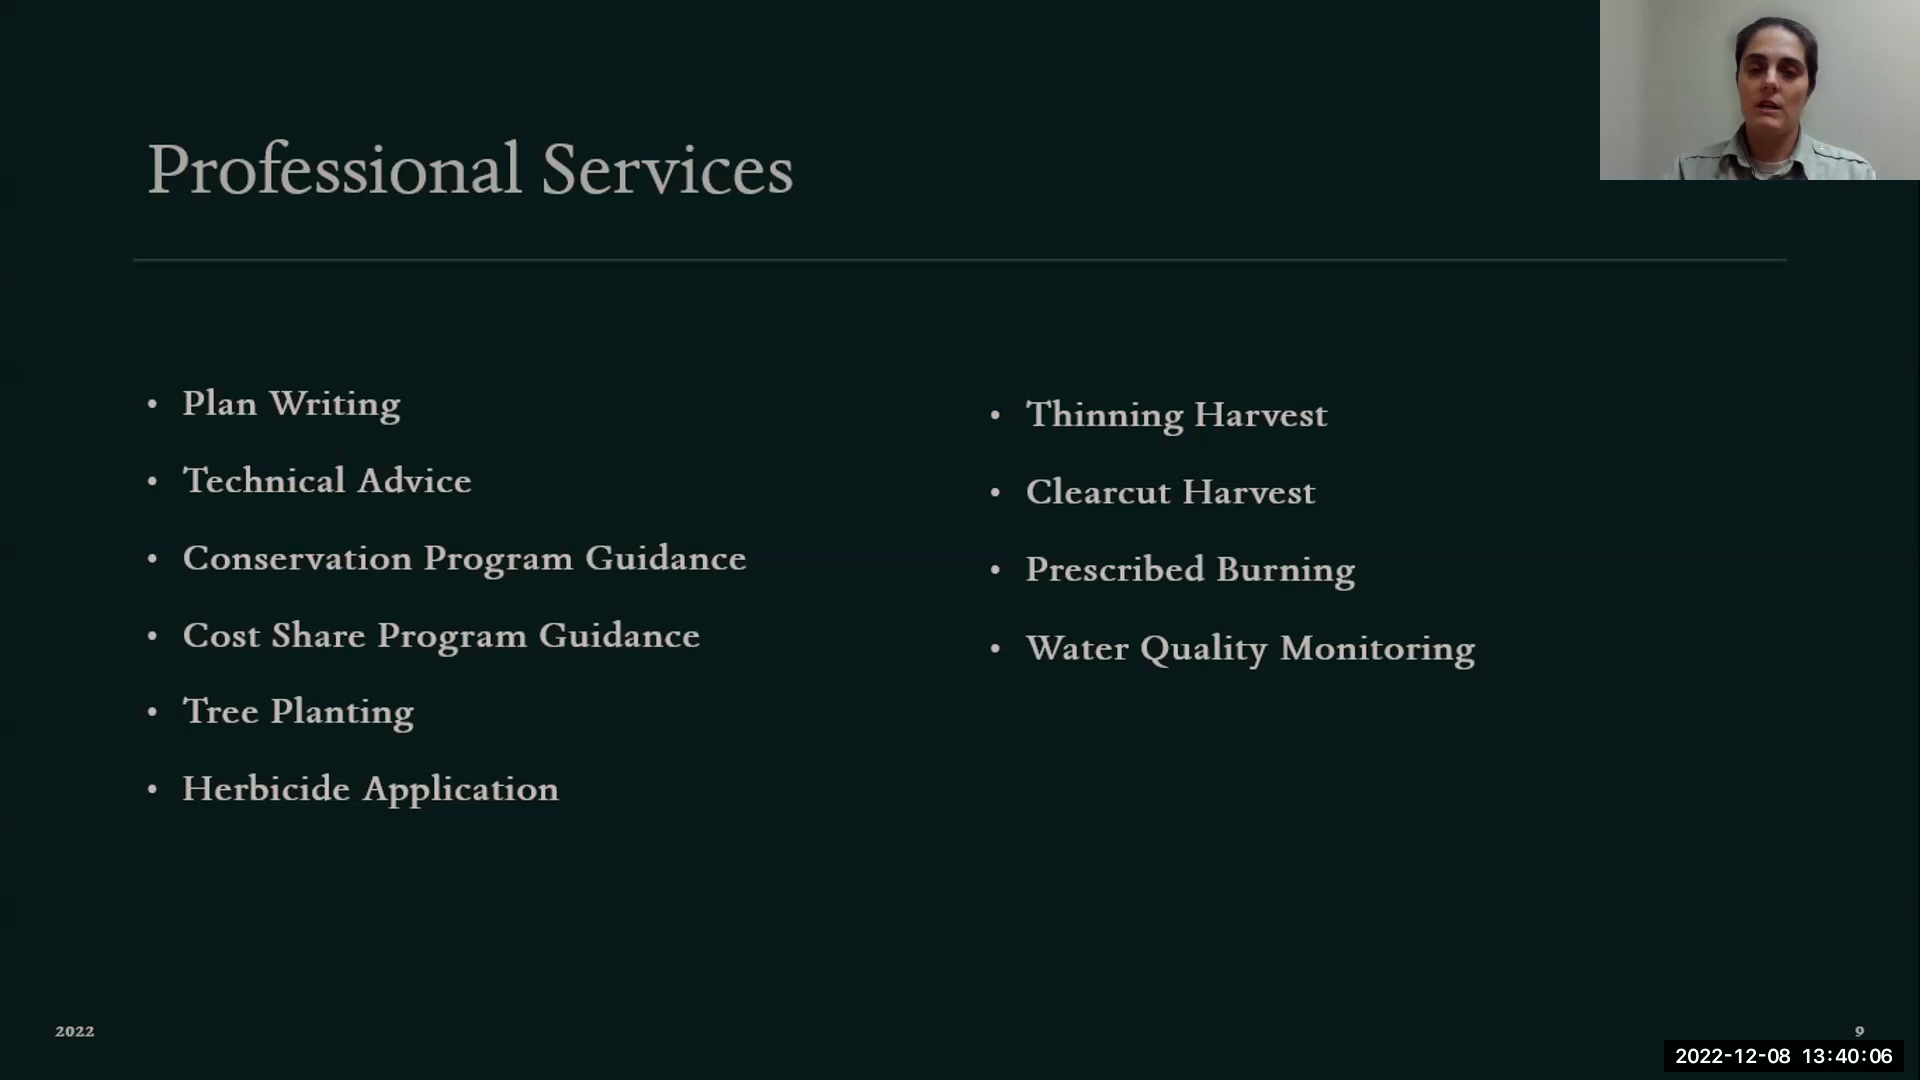 Professional Services
• Plan Writing
• Technical Advice
• Conservation Program Guidance
• Cost Share Program Guidance
• Tree Planting
• Herbicide Application
• Thinning Harvest
• Clearcut Harvest
• Prescribed Burning
• Water Quality Monitoring
2022
9
2022-12-08 13:40:06